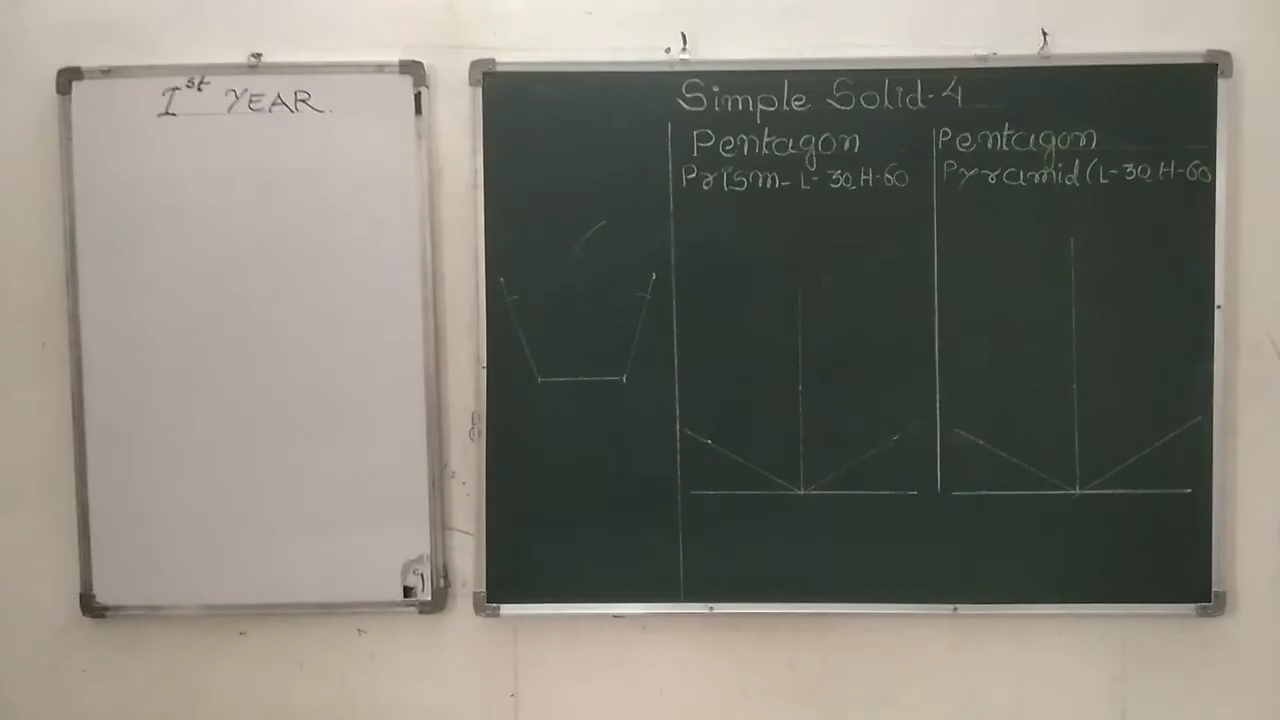 Ist YEAR.
Simple Solid-4
Pentagon
Prism- L-30, H-60
Pentagon
Pyramid (L-30, H-60